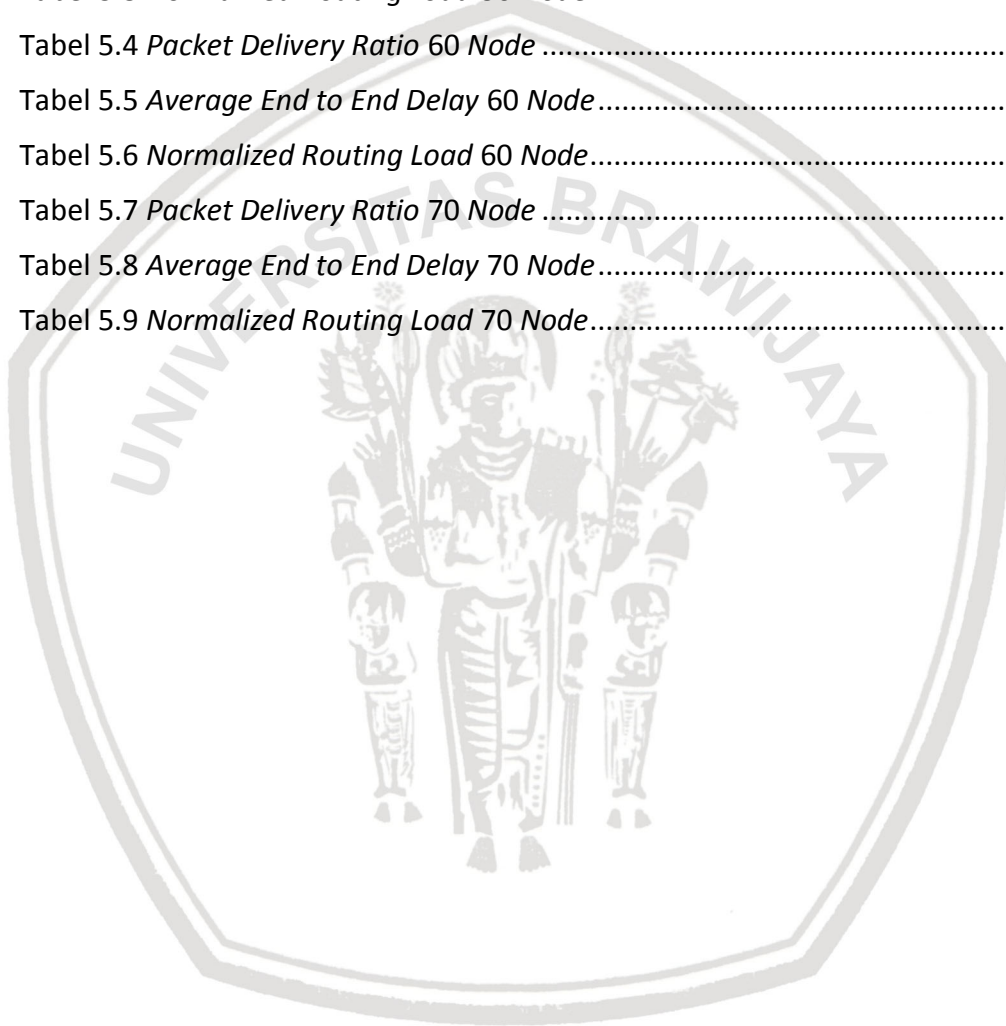 Tabel 5.4 Packet Delivery Ratio 60 Node ........................................................
Tabel 5.5 Average End to End Delay 60 Node ................................................
Tabel 5.6 Normalized Routing Load 60 Node .................................................
Tabel 5.7 Packet Delivery Ratio 70 Node ........................................................
Tabel 5.8 Average End to End Delay 70 Node ................................................
Tabel 5.9 Normalized Routing Load 70 Node .................................................
UNIVERSITAS BRAWIJAYA